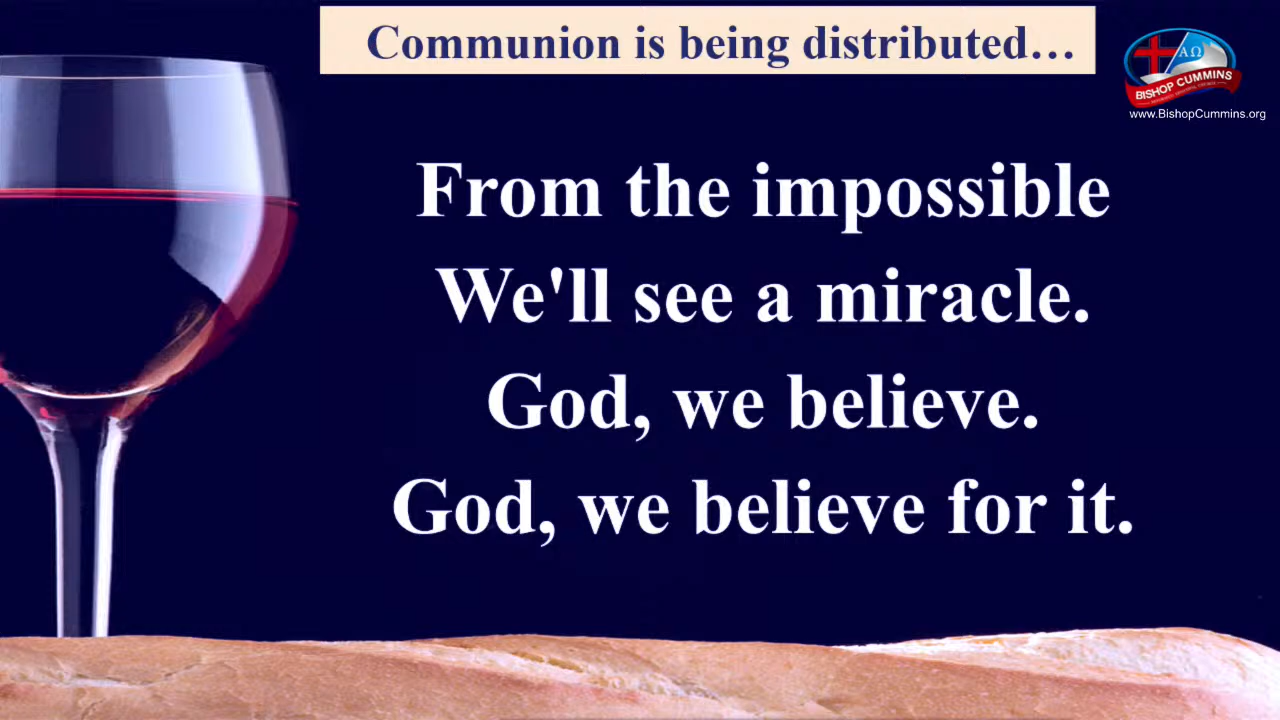 Communion is being distributed…
ΑΩ
BISHOP CUMMINS
www.BishopCummins.org
From the impossible
We'll see a miracle.
God, we believe.
God, we believe for it.